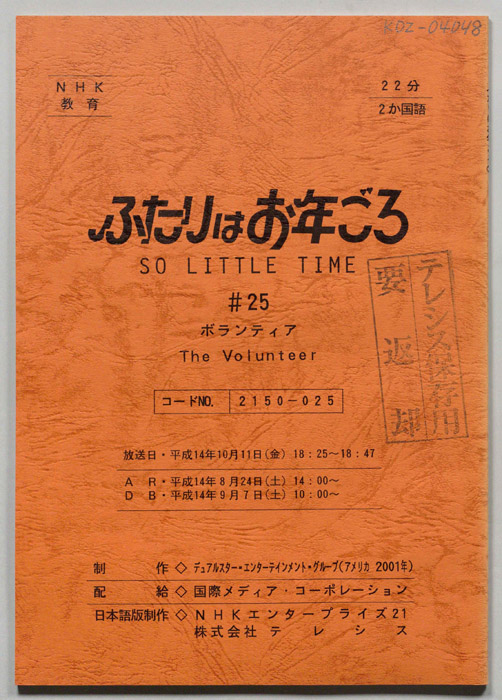 KDZ-04048
NHK
教育
22分
2か国語
ふたりはお年ごろ
SO LITTLE TIME
#25
ボランティア
The Volunteer
コードNO. 2150-025
テレシス保存用
要返却
放送日・平成14年10月11日(金) 18:25〜18:47
AR・平成14年8月24日(土) 14:00〜
DB・平成14年9月7日(土) 10:00〜
制作◇デュアルスター・エンターテインメント・グループ(アメリカ 2001年)
配給◇国際メディア・コーポレーション
日本語版制作◇NHKエンタープライズ21
株式会社テレシス